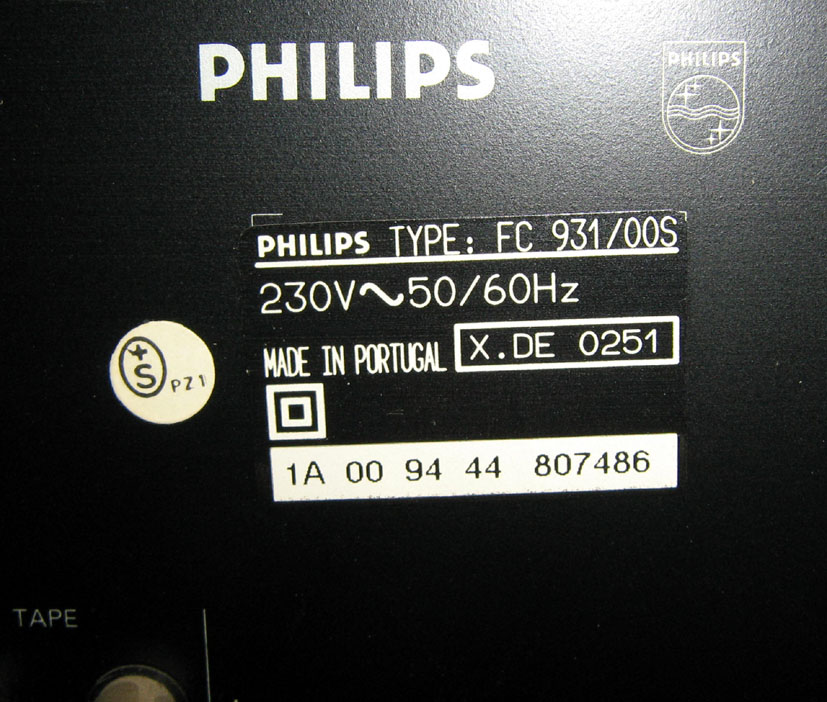 PHILIPS
PHILIPS
PHILIPS TYPE: FC 931/00S
230V~50/60Hz
MADE IN PORTUGAL X.DE 0251
+S PZ1
1A 00 94 44 807486
TAPE